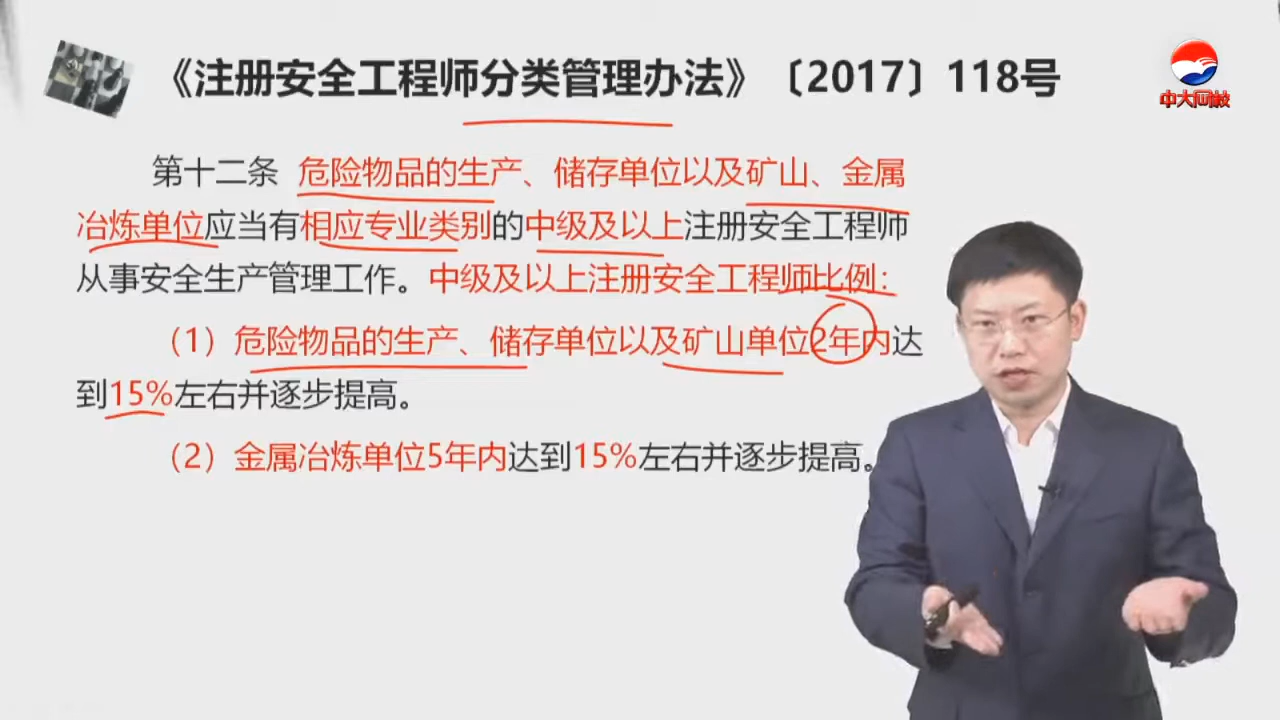 《注册安全工程师分类管理办法》〔2017〕118号
中大网校
第十二条 危险物品的生产、储存单位以及矿山、金属
冶炼单位应当有相应专业类别的中级及以上注册安全工程师
从事安全生产管理工作。中级及以上注册安全工程师比例：
（1）危险物品的生产、储存单位以及矿山单位2年内达
到15%左右并逐步提高。
（2）金属冶炼单位5年内达到15%左右并逐步提高。